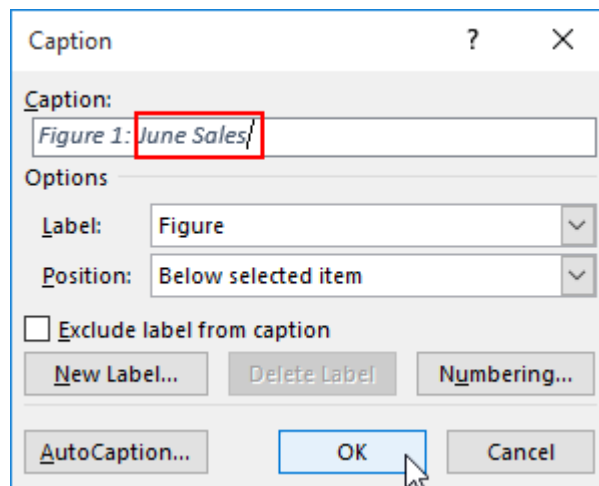 Caption ? X
Caption:
Figure 1: June Sales
Options
Label: Figure
Position: Below selected item
Exclude label from caption
New Label... Delete Label Numbering...
AutoCaption... OK Cancel